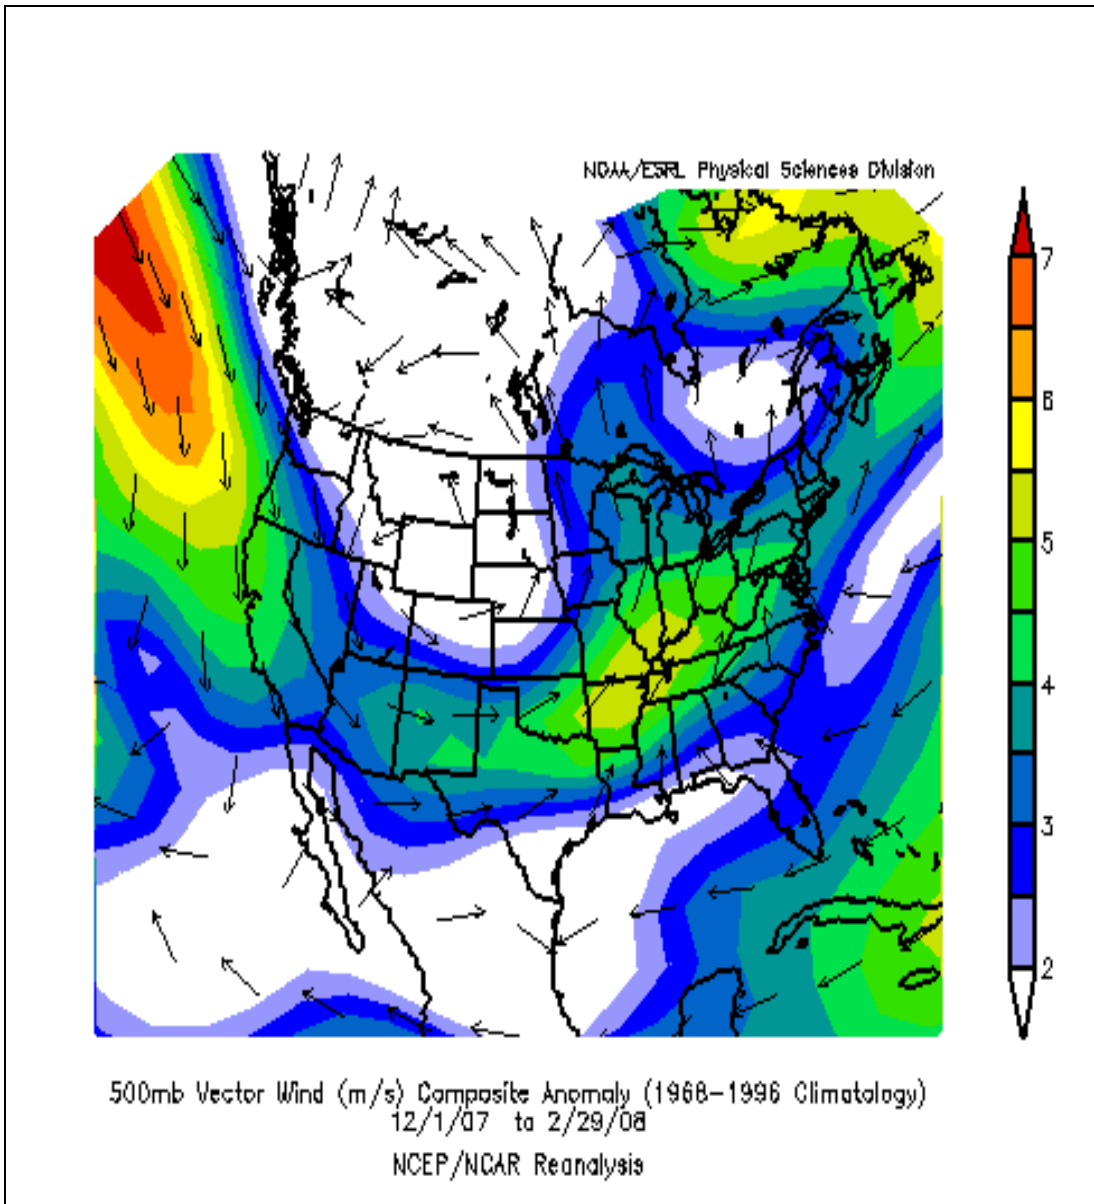 NOAA/ESRL Physical Sciences Division
7
6
5
4
3
2
500mb Vector Wind (m/s) Composite Anomaly (1968-1996 Climatology)
12/1/07 to 2/29/08
NCEP/NCAR Reanalysis